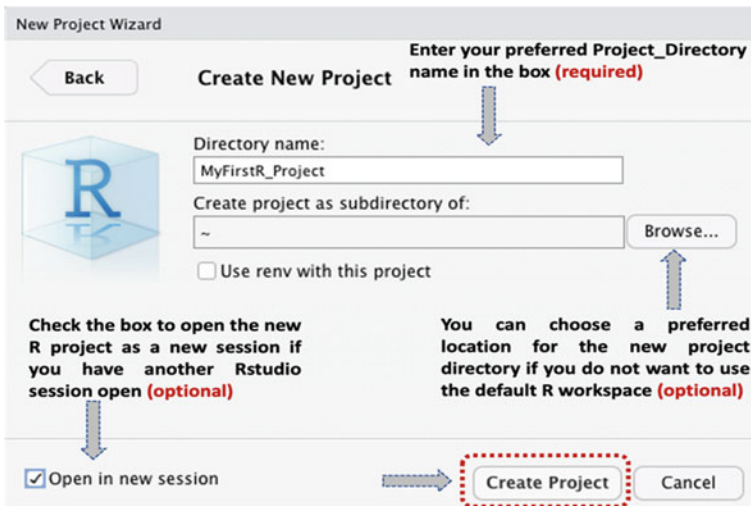 New Project Wizard
Back
Create New Project
Enter your preferred Project_Directory
name in the box (required)
R
Directory name:
MyFirstR_Project
Create project as subdirectory of:
~
Browse...
Use renv with this project
Check the box to open the new
R project as a new session if
you have another Rstudio
session open (optional)
You can choose a preferred
location for the new project
directory if you do not want to use
the default R workspace (optional)
Open in new session
Create Project
Cancel